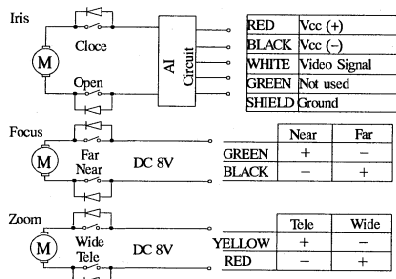 Iris
Cloce
M
Open
AI
Circuit
RED Vcc (+)
BLACK Vcc (−)
WHITE Video Signal
GREEN Not used
SHIELD Ground
Focus
M
Far
Near
DC 8V
Near Far
GREEN + −
BLACK − +
Zoom
M
Wide
Tele
DC 8V
Tele Wide
YELLOW + −
RED − +